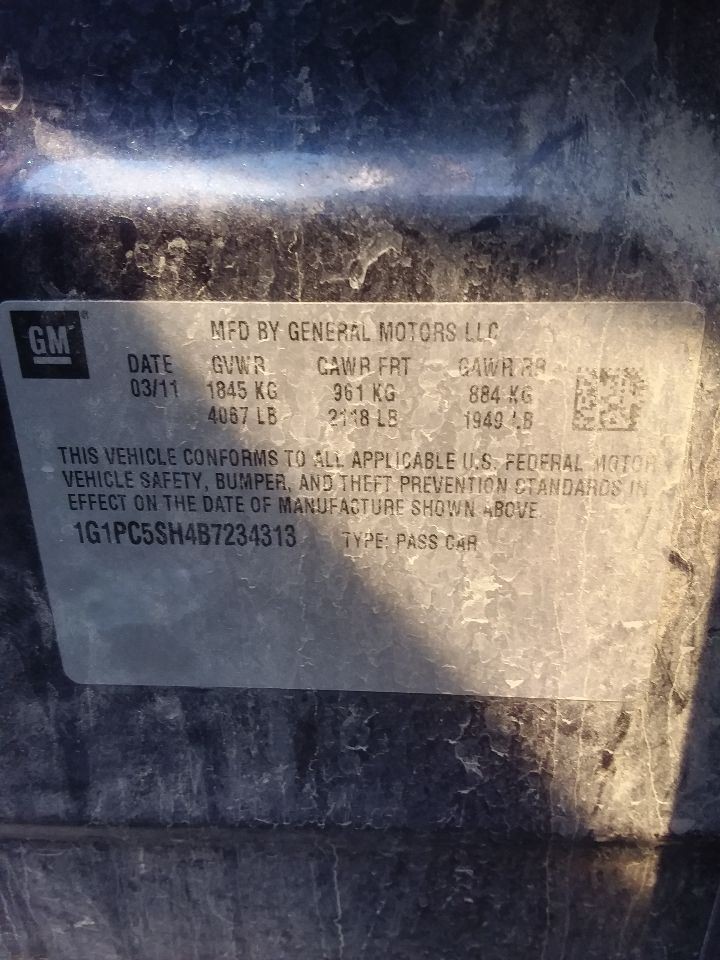 GM®
MFD BY GENERAL MOTORS LLC
DATE GVWR GAWR FRT GAWR RR
03/11 1845 KG 961 KG 884 KG
4067 LB 2118 LB 1949 LB
THIS VEHICLE CONFORMS TO ALL APPLICABLE U.S. FEDERAL MOTOR
VEHICLE SAFETY, BUMPER, AND THEFT PREVENTION STANDARDS IN
EFFECT ON THE DATE OF MANUFACTURE SHOWN ABOVE.
1G1PC5SH4B7234313 TYPE: PASS CAR